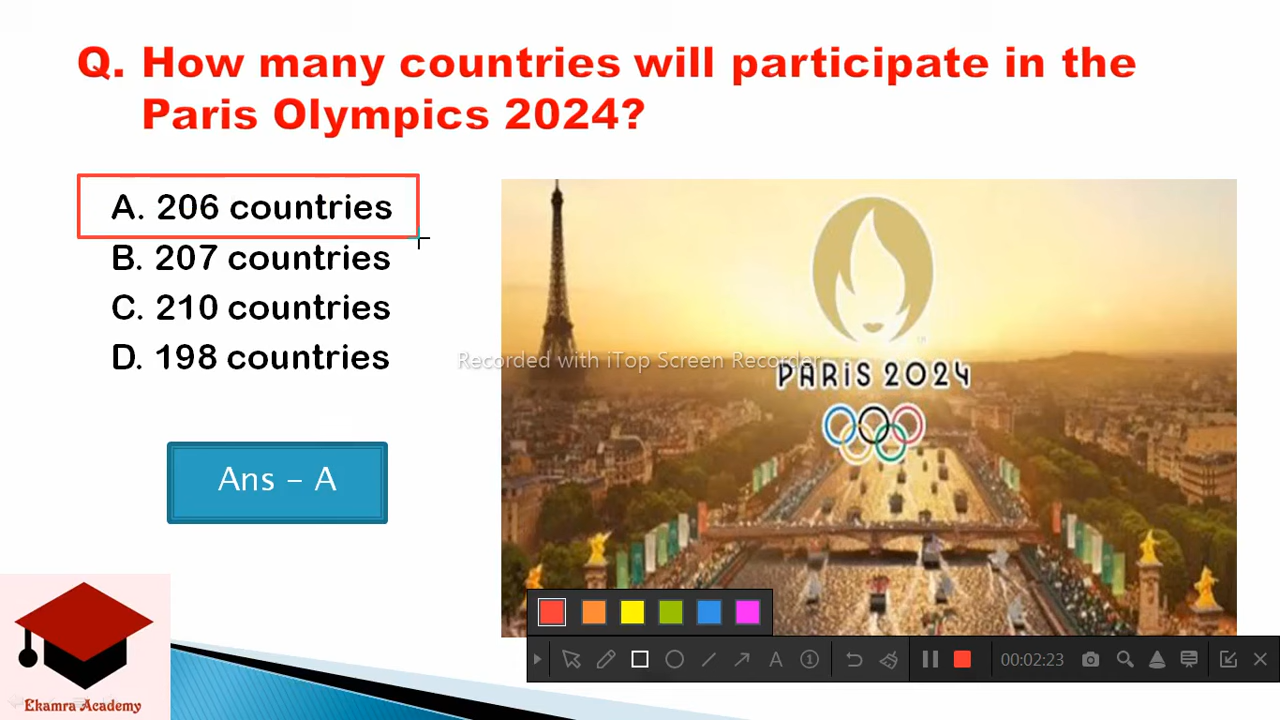 Q. How many countries will participate in the
Paris Olympics 2024?
A. 206 countries
B. 207 countries
C. 210 countries
D. 198 countries
Recorded with iTop Screen Recorder
PARIS 2024
Ans – A
Ekamra Academy
A
1
00:02:23